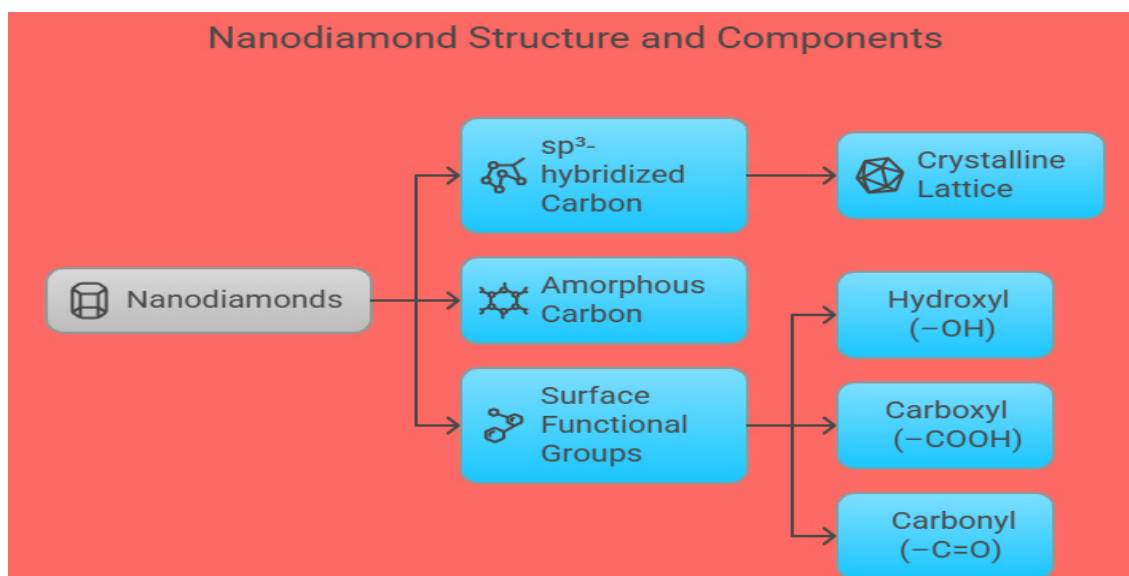 Nanodiamond Structure and Components
Nanodiamonds
sp³-
hybridized
Carbon
Crystalline
Lattice
Amorphous
Carbon
Surface
Functional
Groups
Hydroxyl
(−OH)
Carboxyl
(−COOH)
Carbonyl
(−C=O)